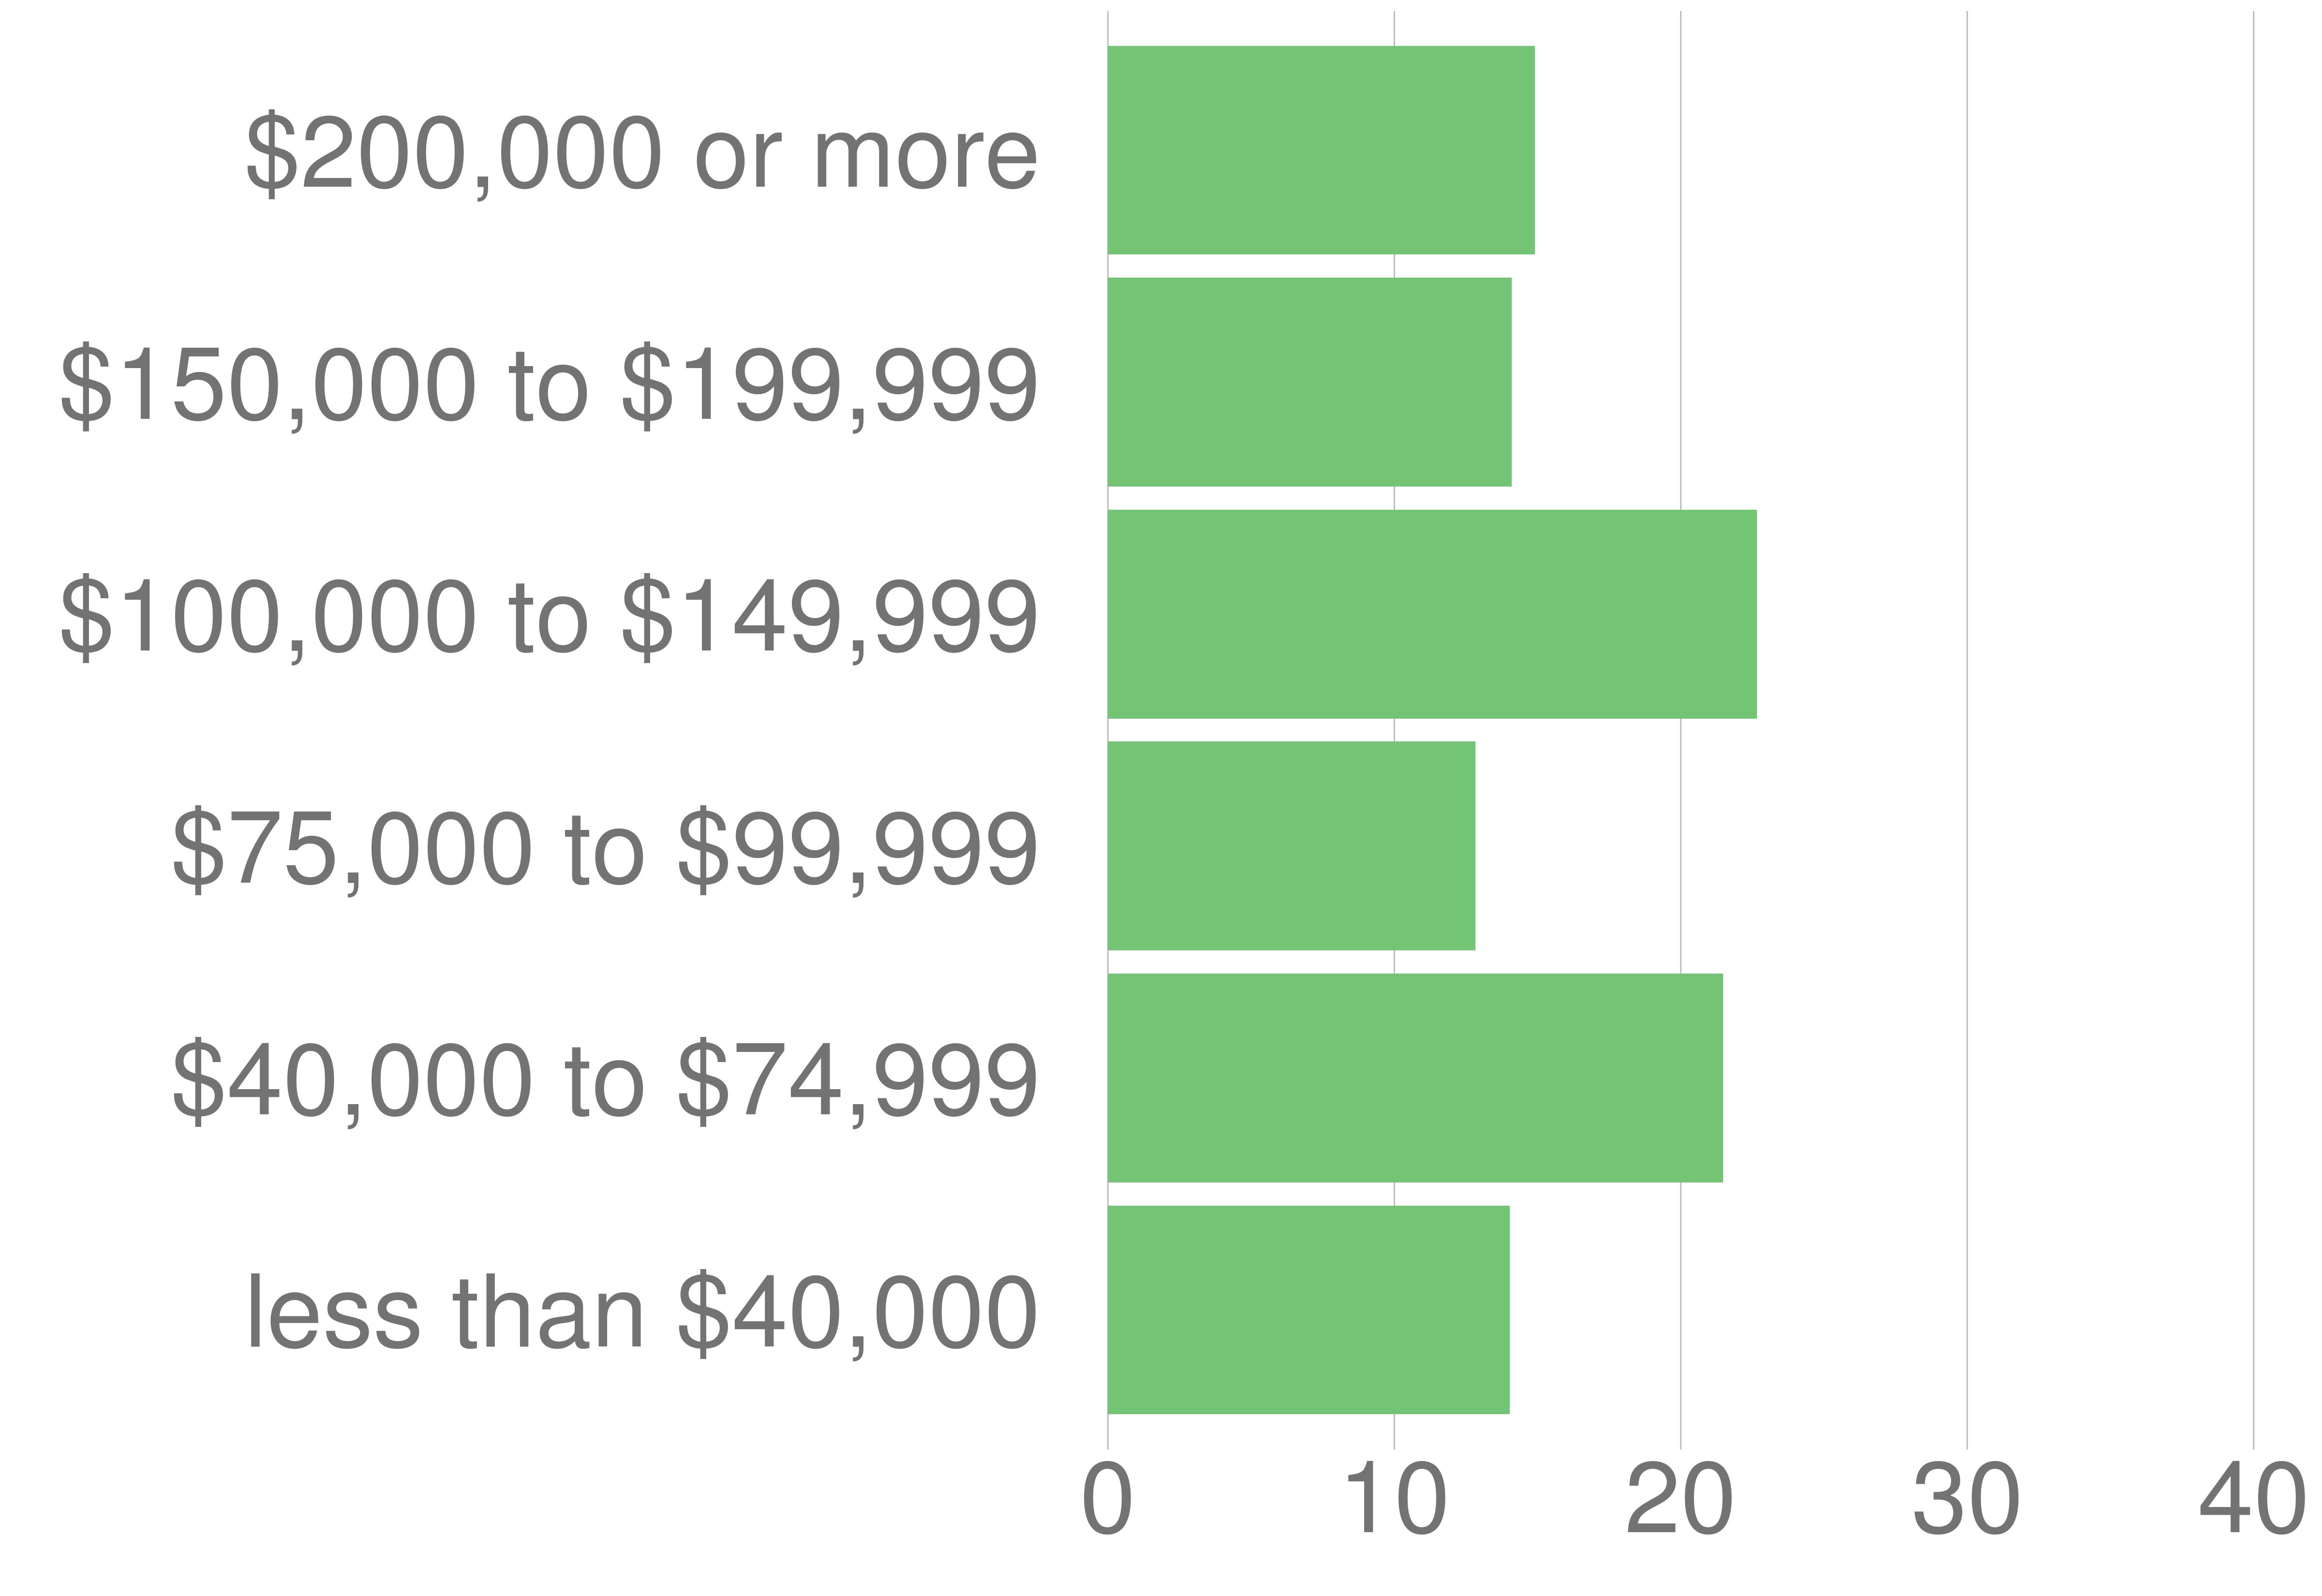 $200,000 or more
$150,000 to $199,999
$100,000 to $149,999
$75,000 to $99,999
$40,000 to $74,999
less than $40,000
0 10 20 30 40